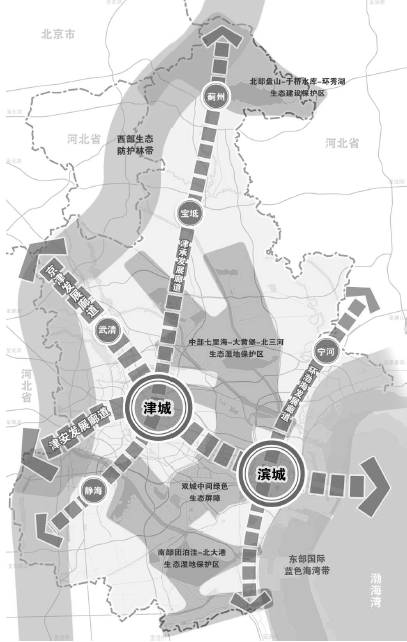 北京市
北部盘山-于桥水库-环秀湖
生态建设保护区
蓟州
河北省
西部生态
防护林带
河北省
宝坻
津承发展廊道
京津发展廊道
武清
中部七里海-大黄堡-北三河
生态湿地保护区
宁河
环渤海发展廊道
河北省
津城
津安发展廊道
滨城
静海
双城中间绿色
生态屏障
南部团泊洼-北大港
生态湿地保护区
东部国际
蓝色海湾带
渤海湾